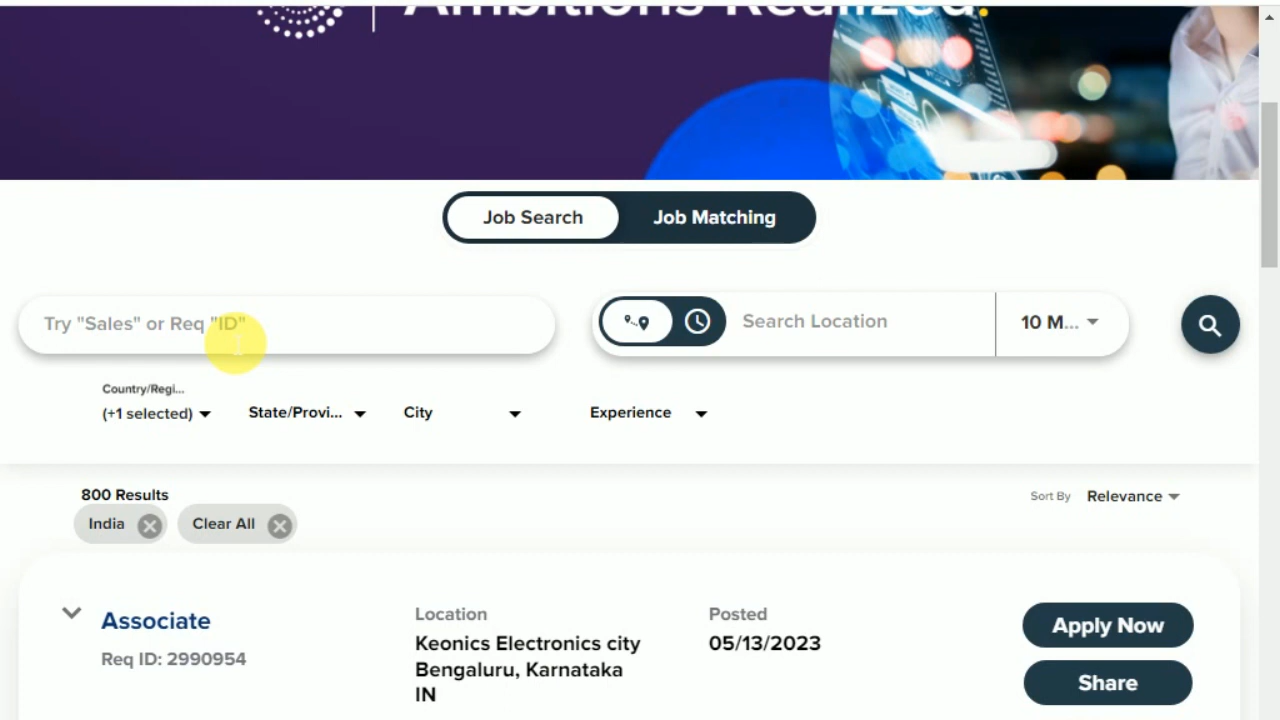 Ambitions Realized.
Job Search
Job Matching
Try "Sales" or Req "ID"
Search Location
10 M...
Country/Regi...
(+1 selected)
State/Provi...
City
Experience
800 Results
Sort By
Relevance
India
Clear All
Associate
Req ID: 2990954
Location
Keonics Electronics city
Bengaluru, Karnataka
IN
Posted
05/13/2023
Apply Now
Share